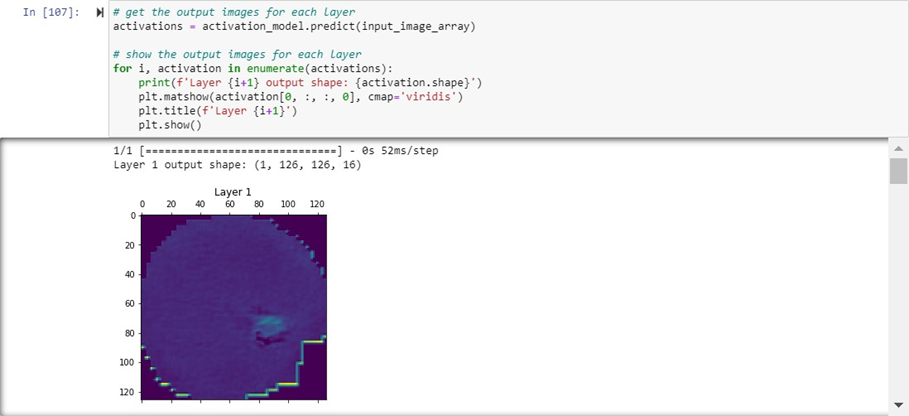 In [107]:
# get the output images for each layer
activations = activation_model.predict(input_image_array)
# show the output images for each layer
for i, activation in enumerate(activations):
    print(f'Layer {i+1} output shape: {activation.shape}')
    plt.matshow(activation[0, :, :, 0], cmap='viridis')
    plt.title(f'Layer {i+1}')
    plt.show()
1/1 [==============================] - 0s 52ms/step
Layer 1 output shape: (1, 126, 126, 16)
Layer 1
0 20 40 60 80 100 120
0
20
40
60
80
100
120